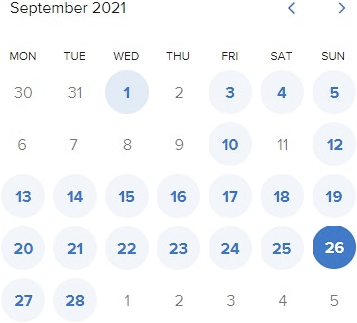 September 2021
MON TUE WED THU FRI SAT SUN
30 31 1 2 3 4 5
6 7 8 9 10 11 12
13 14 15 16 17 18 19
20 21 22 23 24 25 26
27 28 1 2 3 4 5